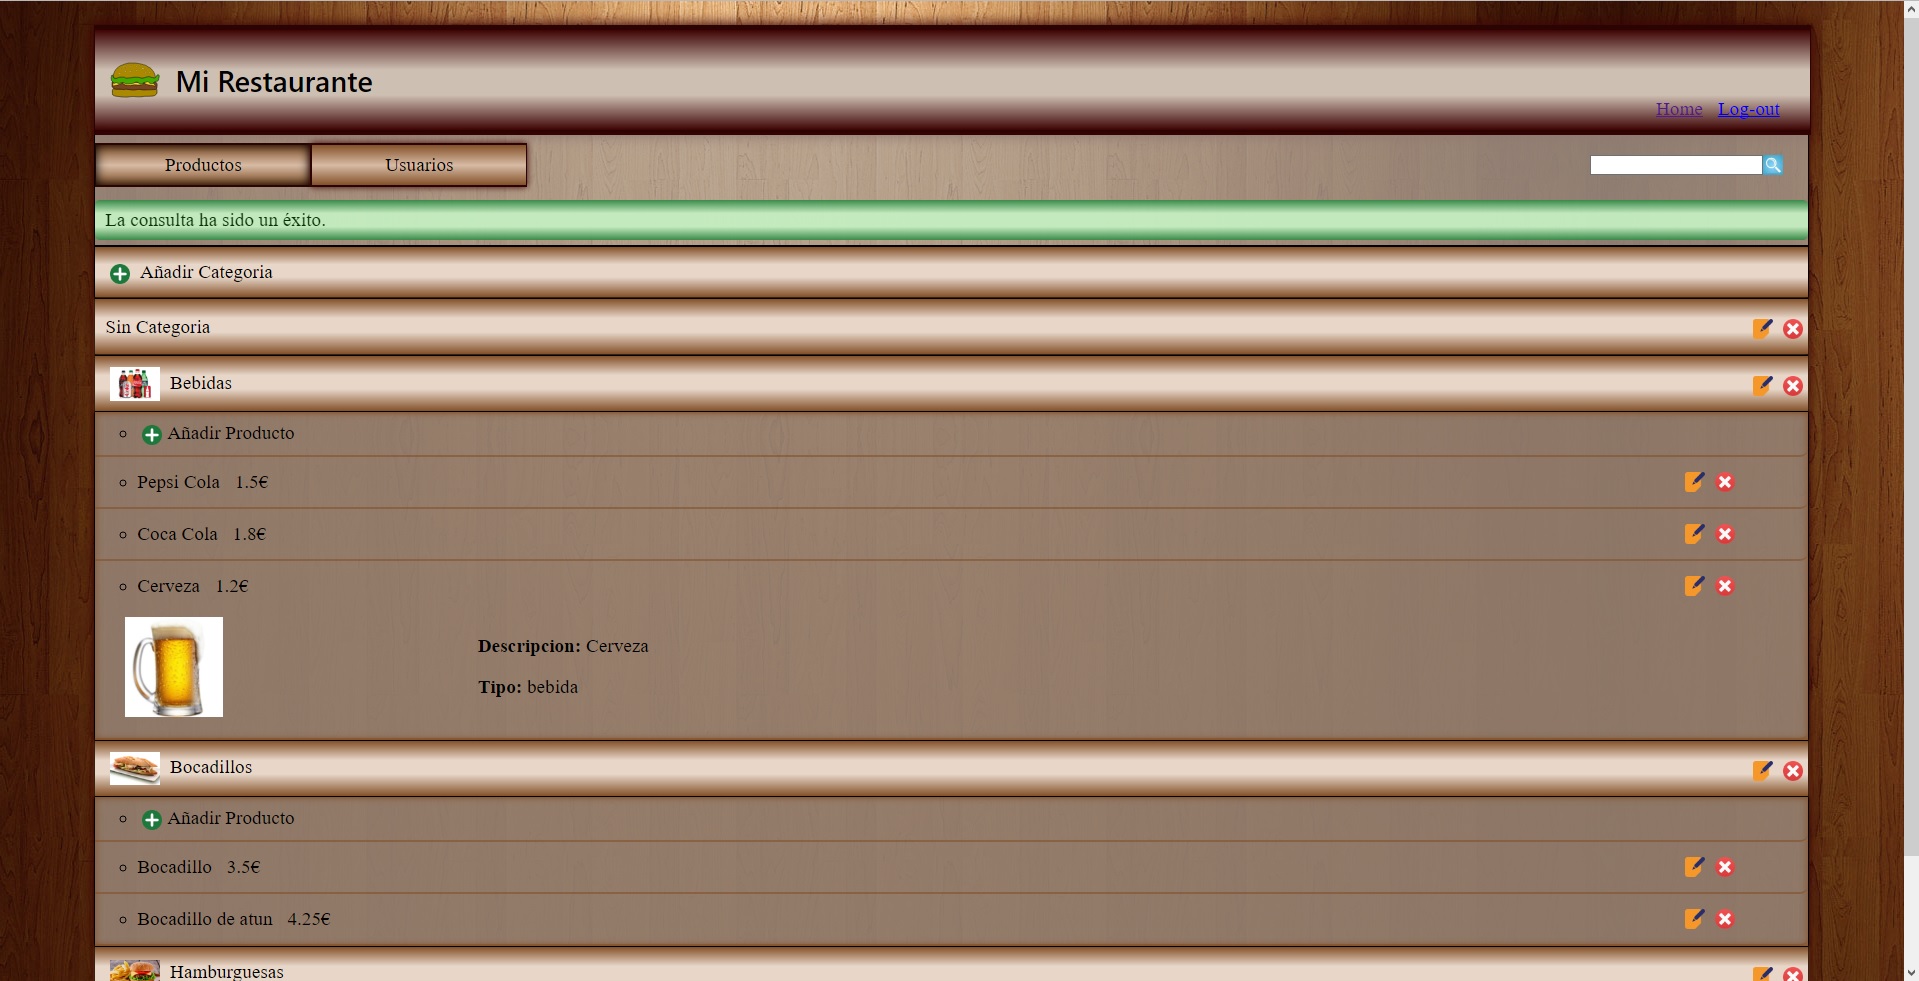 Mi Restaurante
Home Log-out
Productos Usuarios
La consulta ha sido un éxito.
Añadir Categoria
Sin Categoria
Bebidas
Añadir Producto
Pepsi Cola 1.5€
Coca Cola 1.8€
Cerveza 1.2€
Descripcion: Cerveza
Tipo: bebida
Bocadillos
Añadir Producto
Bocadillo 3.5€
Bocadillo de atun 4.25€
Hamburguesas